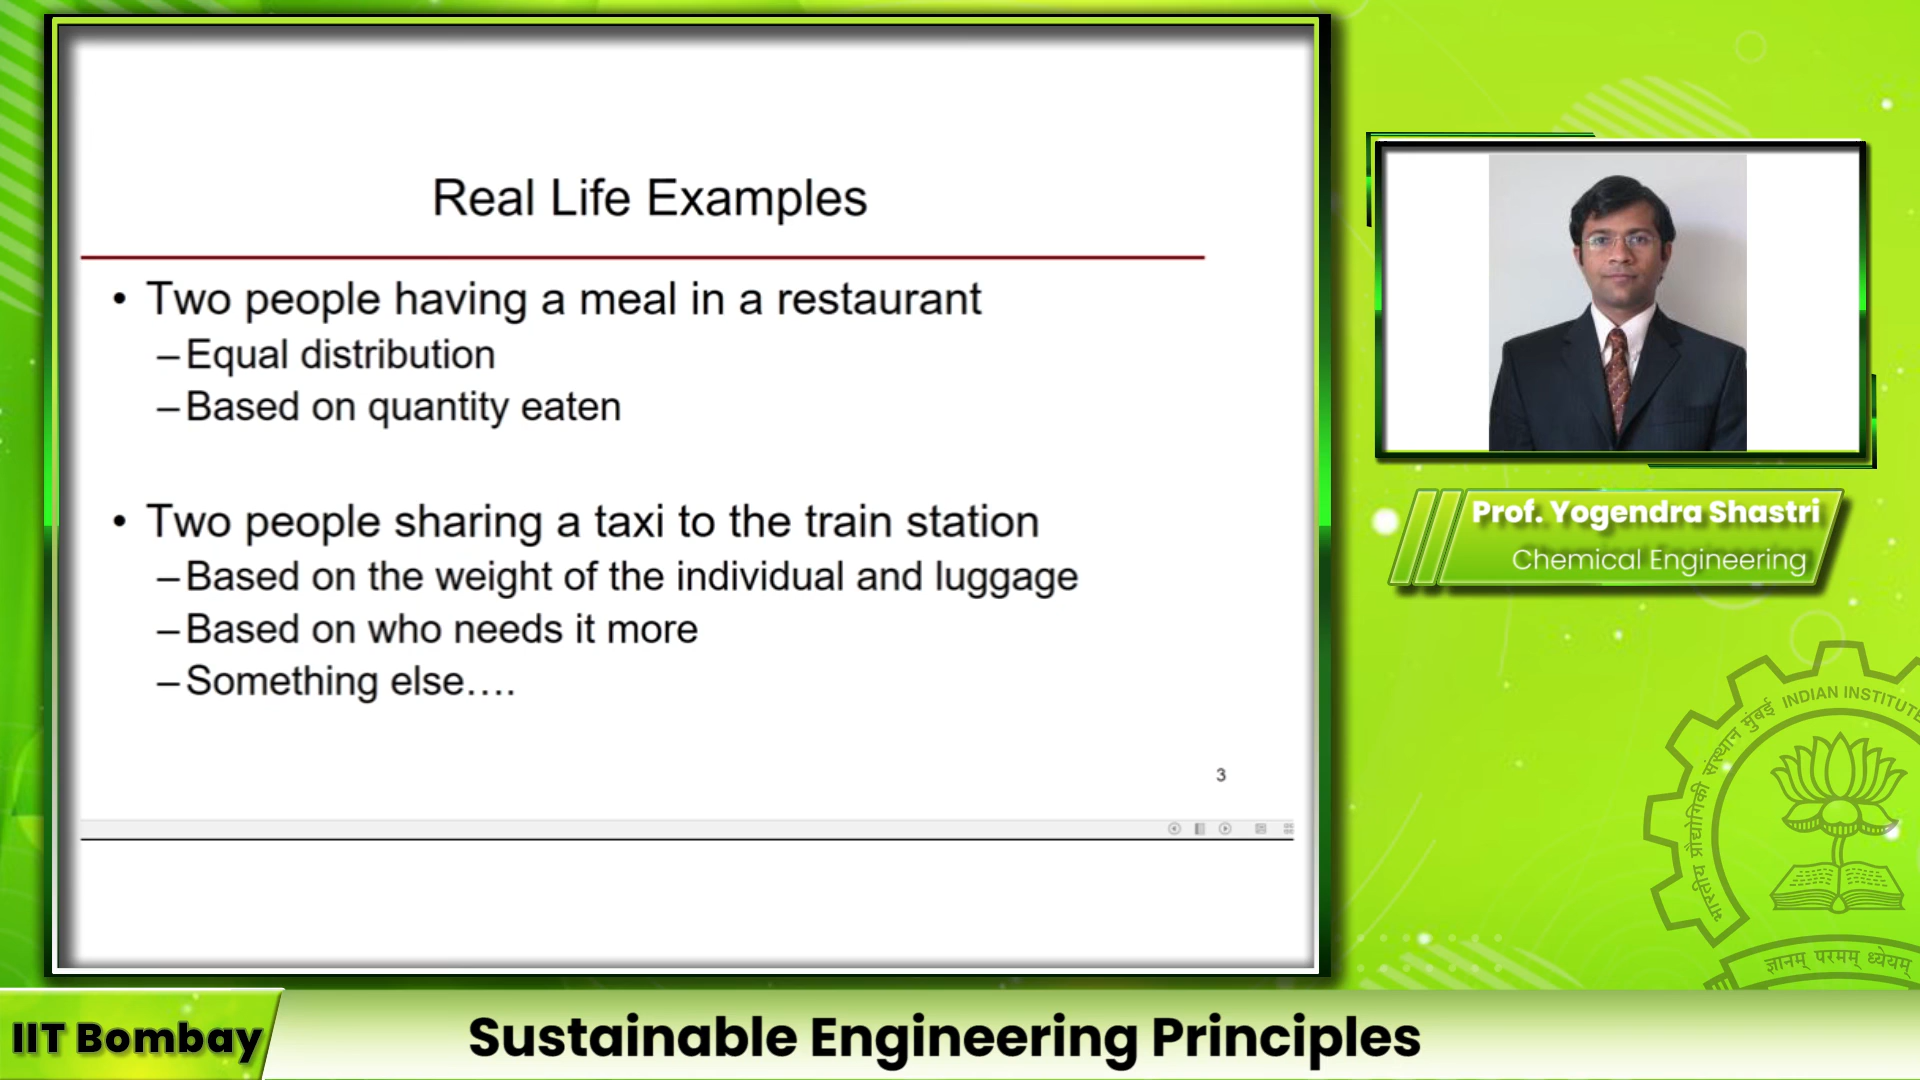 Real Life Examples
• Two people having a meal in a restaurant
– Equal distribution
– Based on quantity eaten
• Two people sharing a taxi to the train station
– Based on the weight of the individual and luggage
– Based on who needs it more
– Something else….
3
Prof. Yogendra Shastri
Chemical Engineering
भारतीय प्रौद्योगिकी संस्थान मुंबई INDIAN INSTITUTE
ज्ञानम् परमम् ध्येयम्
IIT Bombay
Sustainable Engineering Principles